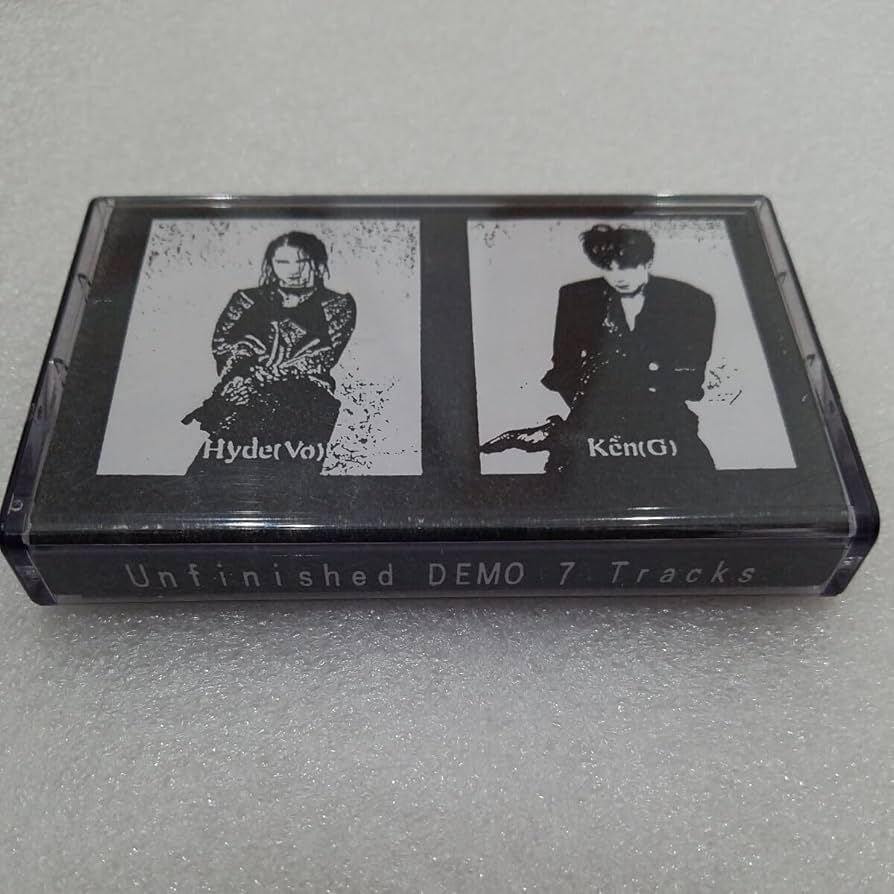 Hyde(Vo)
Ken(G)
Unfinished DEMO 7 Tracks